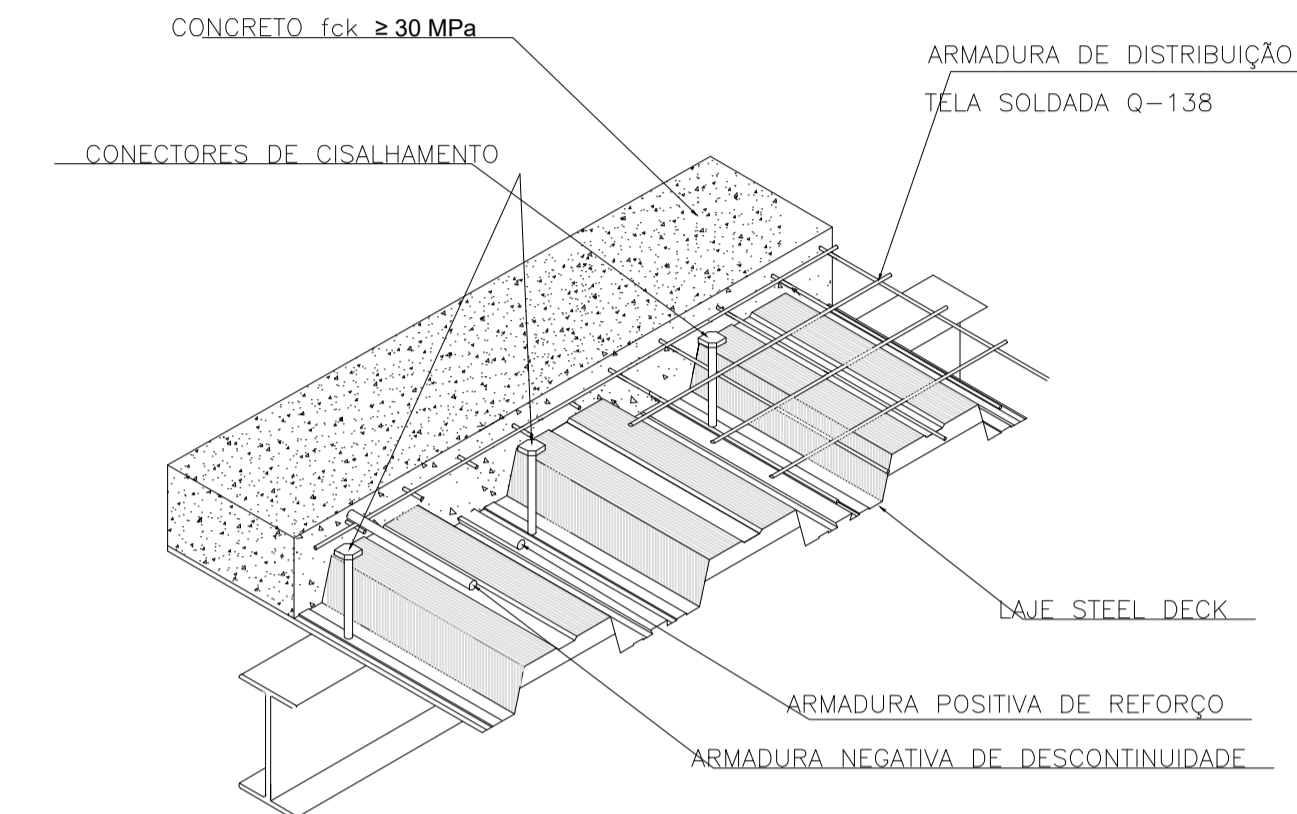 CONCRETO fck ≥ 30 MPa
ARMADURA DE DISTRIBUIÇÃO
TELA SOLDADA Q-138
CONECTORES DE CISALHAMENTO
LAJE STEEL DECK
ARMADURA POSITIVA DE REFORÇO
ARMADURA NEGATIVA DE DESCONTINUIDADE